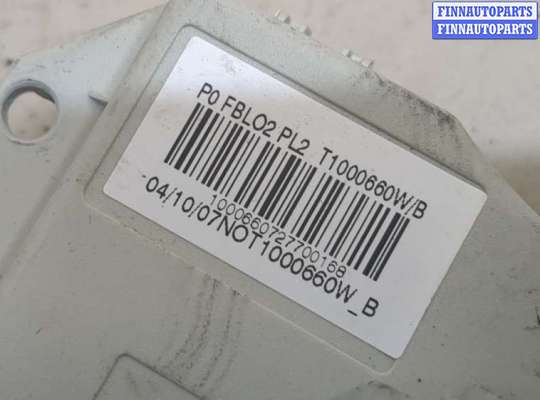 FINNAUTOPARTS
FINNAUTOPARTS
P0 FBLO2 PL2 T1000660W/B
1000660727700168
04/10/07NOT1000660W_B